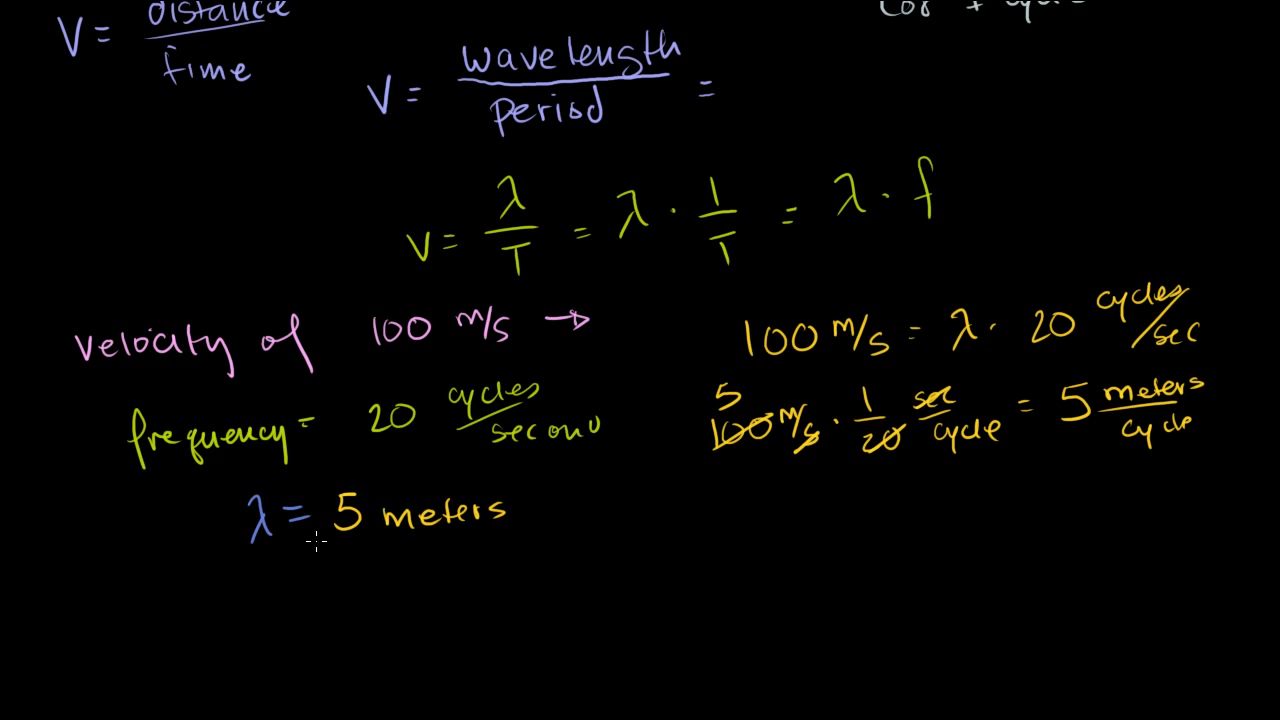 V = distance / time
V = wavelength / period =
v = λ / T = λ · 1 / T = λ · f
velocity of 100 m/s →
frequency = 20 cycles / second
λ = 5 meters
100 m/s = λ · 20 cycles/sec
5
100 m/s · 1 / 20 sec / cycle = 5 meters / cycle